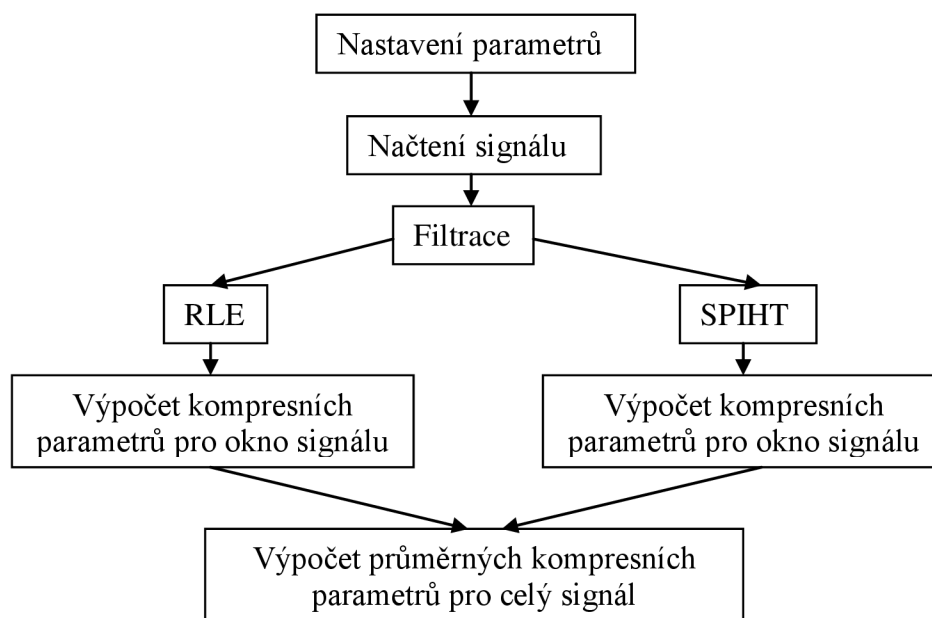 Nastavení parametrů
Načtení signálu
Filtrace
RLE
SPIHT
Výpočet kompresních
parametrů pro okno signálu
Výpočet kompresních
parametrů pro okno signálu
Výpočet průměrných kompresních
parametrů pro celý signál